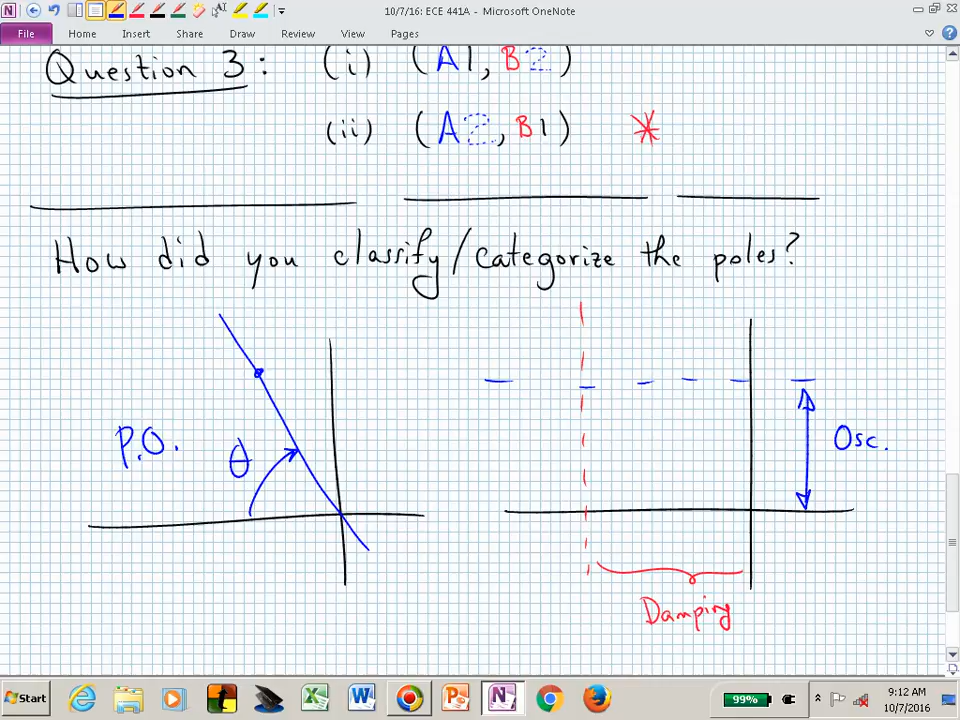 10/7/16: ECE 441A - Microsoft OneNote
File Home Insert Share Draw Review View Pages
Question 3: (i) (A1, B2)
(ii) (A2, B1) *
How did you classify/categorize the poles?
P.O. θ
Osc.
Damping
Start
99%
9:12 AM
10/7/2016